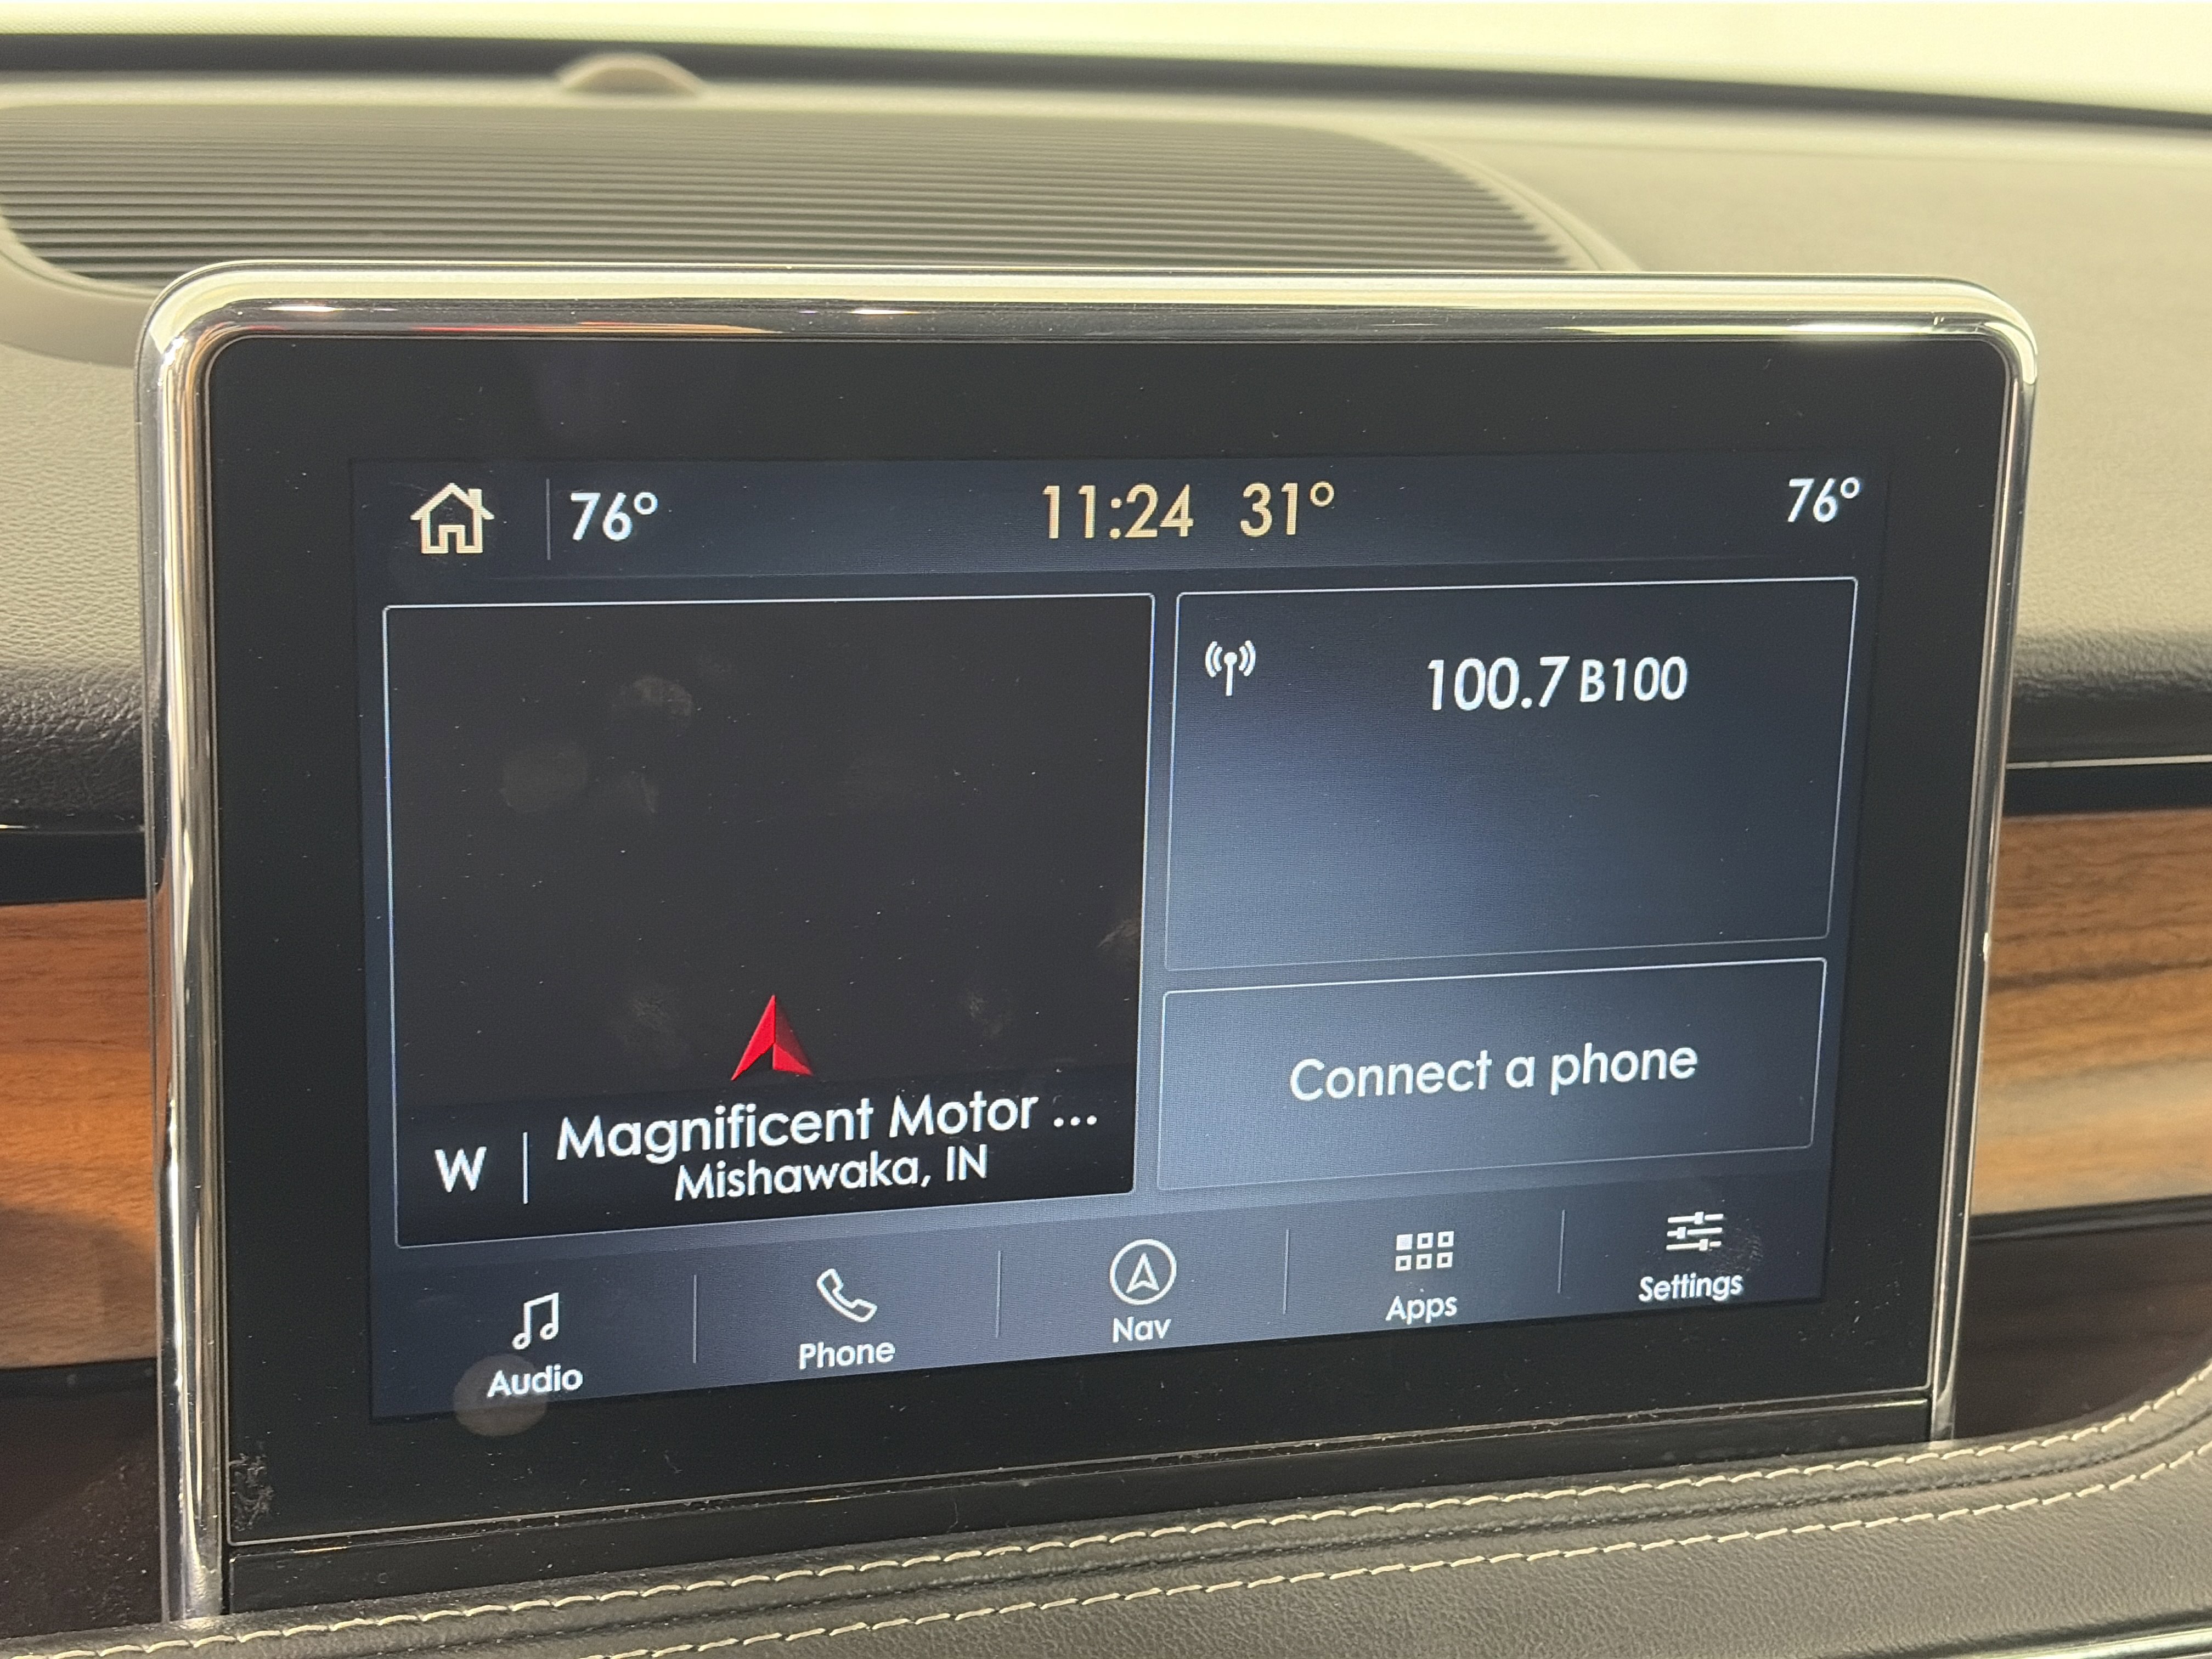 76° 11:24 31° 76°
100.7 B100
Magnificent Motor ...
W
Mishawaka, IN
Connect a phone
Audio Phone Nav Apps Settings